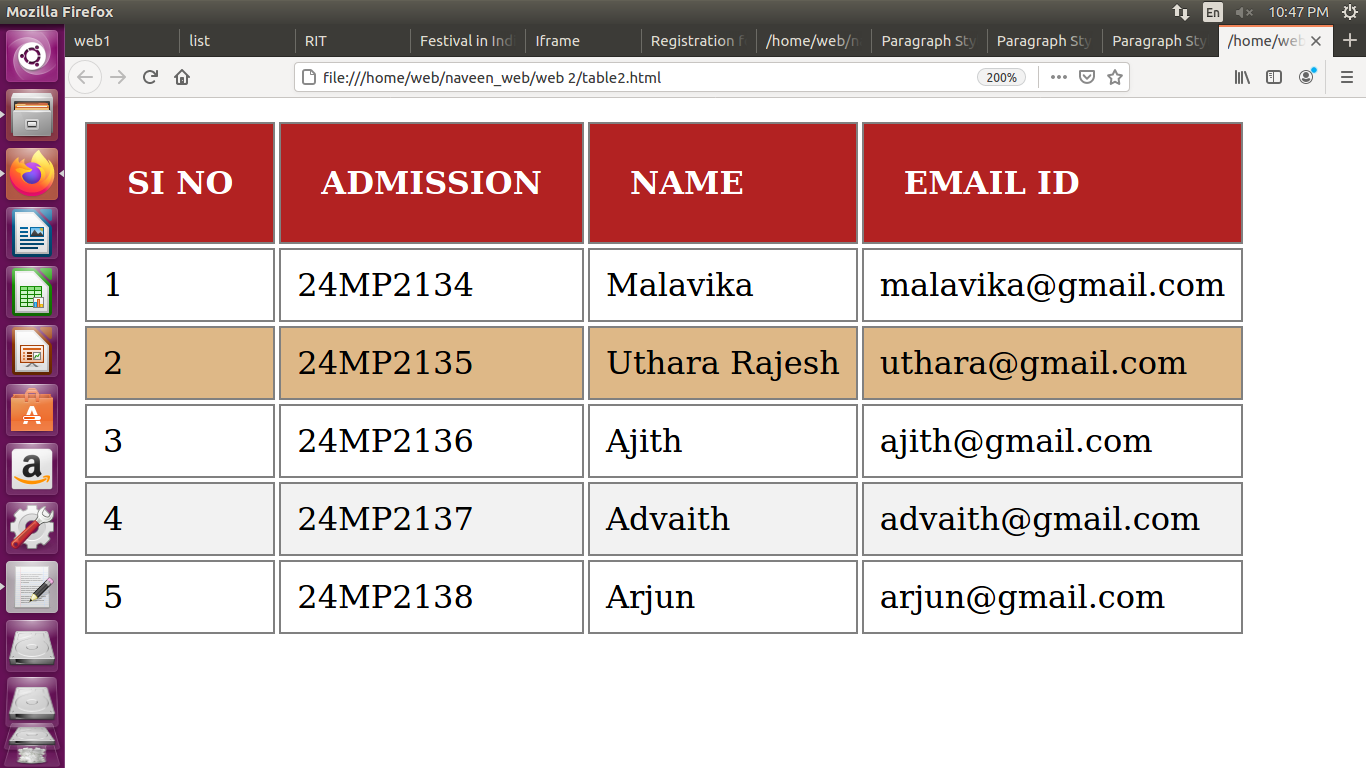 Mozilla Firefox En 10:47 PM
web1 list RIT Festival in Ind Iframe Registration f /home/web/n Paragraph Sty Paragraph Sty Paragraph Sty /home/web
file:///home/web/naveen_web/web 2/table2.html 200%
SI NO ADMISSION NAME EMAIL ID
1 24MP2134 Malavika malavika@gmail.com
2 24MP2135 Uthara Rajesh uthara@gmail.com
3 24MP2136 Ajith ajith@gmail.com
4 24MP2137 Advaith advaith@gmail.com
5 24MP2138 Arjun arjun@gmail.com